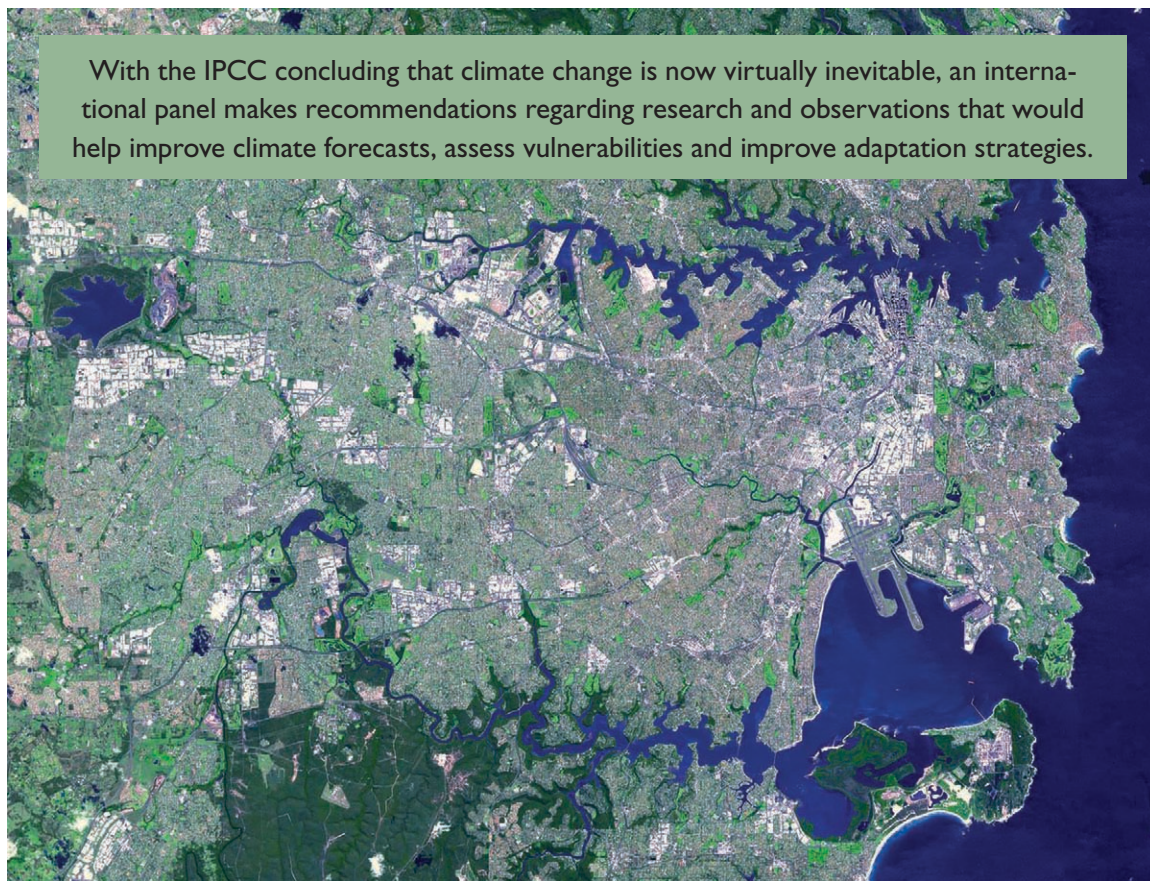 With the IPCC concluding that climate change is now virtually inevitable, an interna-
tional panel makes recommendations regarding research and observations that would
help improve climate forecasts, assess vulnerabilities and improve adaptation strategies.